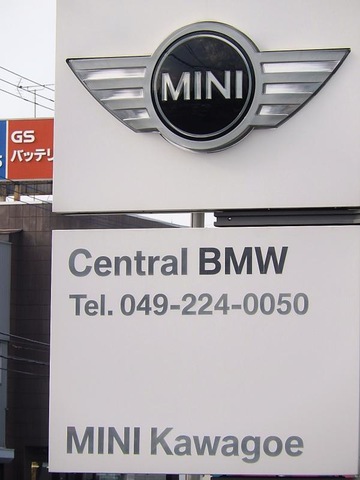 MINI
GS
バッテリ
Central BMW
Tel. 049-224-0050
MINI Kawagoe